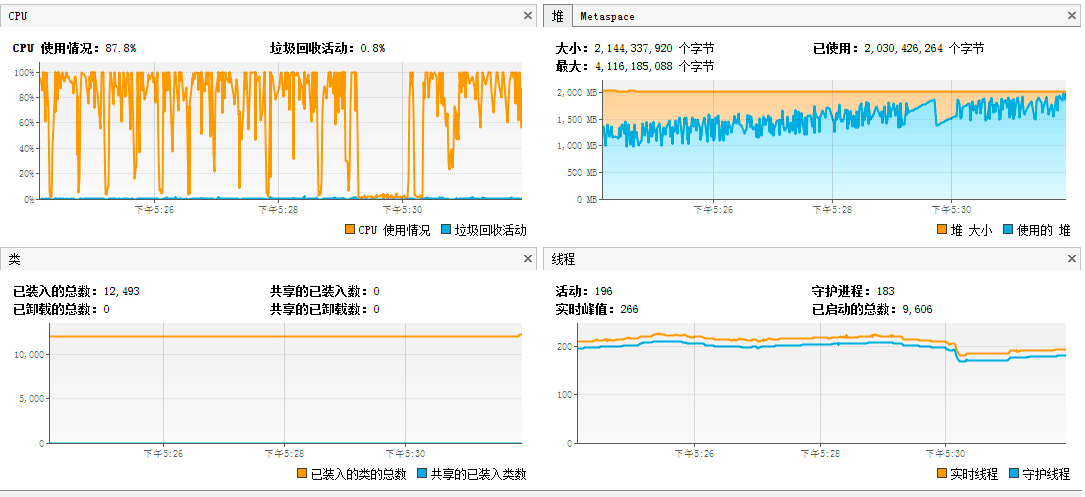 CPU
CPU 使用情况: 87.8%
垃圾回收活动: 0.8%
100%
80%
60%
40%
20%
0%
下午5:26
下午5:28
下午5:30
CPU 使用情况
垃圾回收活动
堆
Metaspace
大小: 2,144,337,920 个字节
已使用: 2,030,426,264 个字节
最大: 4,116,185,088 个字节
2,000 MB
1,500 MB
1,000 MB
500 MB
0 MB
下午5:26
下午5:28
下午5:30
堆 大小
使用的 堆
类
已装入的总数: 12,493
共享的已装入数: 0
已卸载的总数: 0
共享的已卸载数: 0
10,000
5,000
0
下午5:26
下午5:28
下午5:30
已装入的类的总数
共享的已装入类数
线程
活动: 196
守护进程: 183
实时峰值: 266
已启动的总数: 9,606
200
100
0
下午5:26
下午5:28
下午5:30
实时线程
守护线程